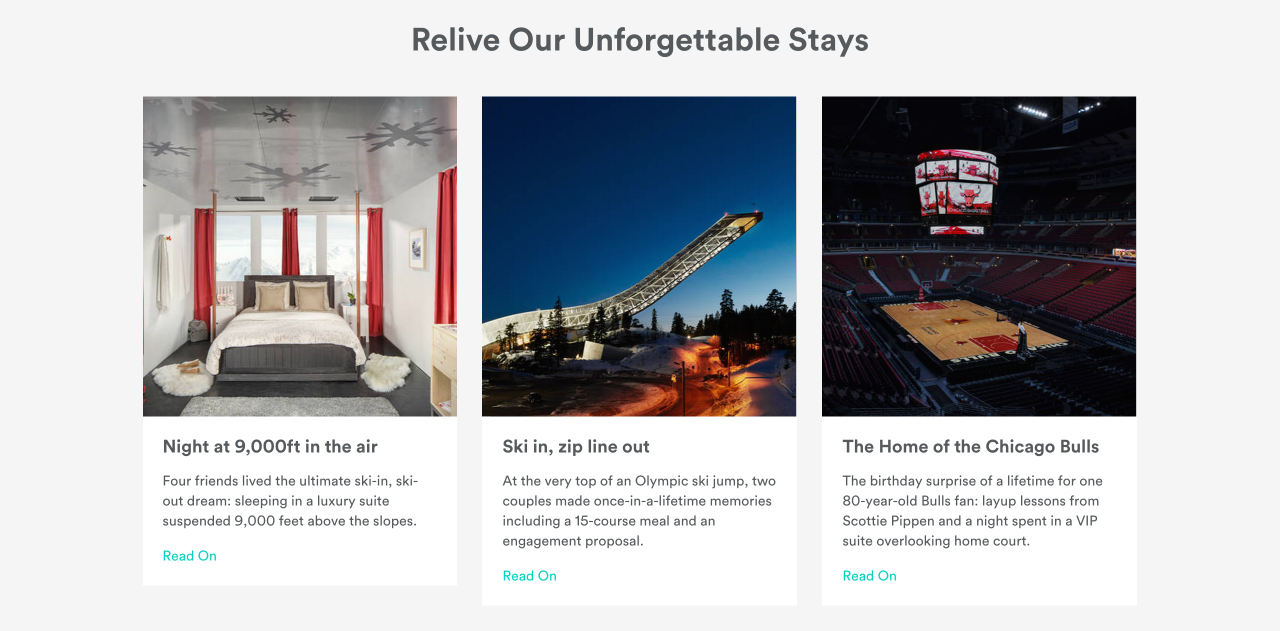 Relive Our Unforgettable Stays
Night at 9,000ft in the air
Four friends lived the ultimate ski-in, ski-
out dream: sleeping in a luxury suite
suspended 9,000 feet above the slopes.
Read On
Ski in, zip line out
At the very top of an Olympic ski jump, two
couples made once-in-a-lifetime memories
including a 15-course meal and an
engagement proposal.
Read On
The Home of the Chicago Bulls
The birthday surprise of a lifetime for one
80-year-old Bulls fan: layup lessons from
Scottie Pippen and a night spent in a VIP
suite overlooking home court.
Read On